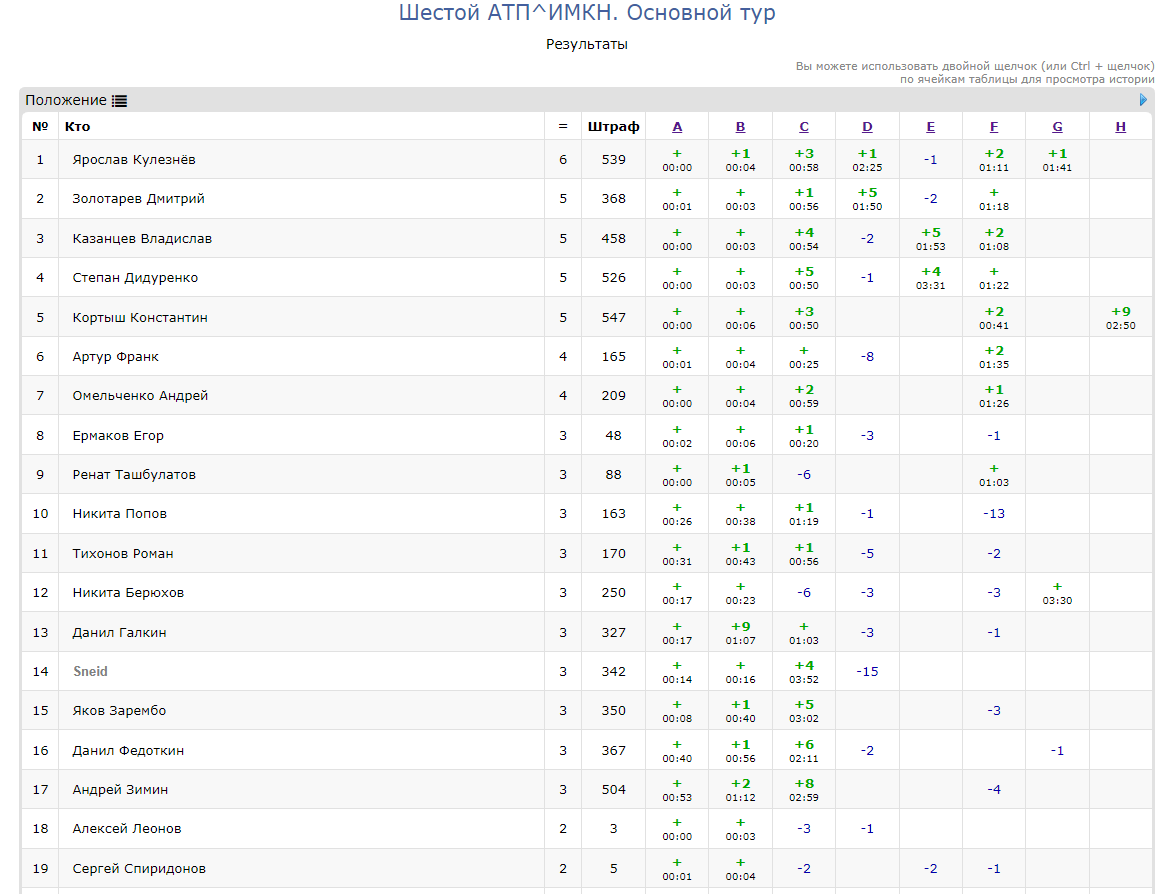 Шестой АТП^ИМКН. Основной тур
Результаты
Вы можете использовать двойной щелчок (или Ctrl + щелчок)
по ячейкам таблицы для просмотра истории
Положение
№ Кто = Штраф A B C D E F G H
1 Ярослав Кулезнёв 6 539 + +1 +3 +1 -1 +2 +1
00:00 00:04 00:58 02:25 01:11 01:41
2 Золотарев Дмитрий 5 368 + + +1 +5 -2 +
00:01 00:03 00:56 01:50 01:18
3 Казанцев Владислав 5 458 + + +4 -2 +5 +2
00:00 00:03 00:54 01:53 01:08
4 Степан Дидуренко 5 526 + + +5 -1 +4 +
00:00 00:03 00:50 03:31 01:22
5 Кортыш Константин 5 547 + + +3 +2 +9
00:00 00:06 00:50 00:41 02:50
6 Артур Франк 4 165 + + + -8 +2
00:01 00:04 00:25 01:35
7 Омельченко Андрей 4 209 + + +2 +1
00:00 00:04 00:59 01:26
8 Ермаков Егор 3 48 + + +1 -3 -1
00:02 00:06 00:20
9 Ренат Ташбулатов 3 88 + +1 -6 +
00:00 00:05 01:03
10 Никита Попов 3 163 + + +1 -1 -13
00:26 00:38 01:19
11 Тихонов Роман 3 170 + +1 +1 -5 -2
00:31 00:43 00:56
12 Никита Берюхов 3 250 + + -6 -3 -3 +
00:17 00:23 03:30
13 Данил Галкин 3 327 + +9 + -3 -1
00:17 01:07 01:03
14 Sneid 3 342 + + +4 -15
00:14 00:16 03:52
15 Яков Зарембо 3 350 + +1 +5 -3
00:08 00:40 03:02
16 Данил Федоткин 3 367 + +1 +6 -2 -1
00:40 00:56 02:11
17 Андрей Зимин 3 504 + +2 +8 -4
00:53 01:12 02:59
18 Алексей Леонов 2 3 + + -3 -1
00:00 00:03
19 Сергей Спиридонов 2 5 + + -2 -2 -1
00:01 00:04